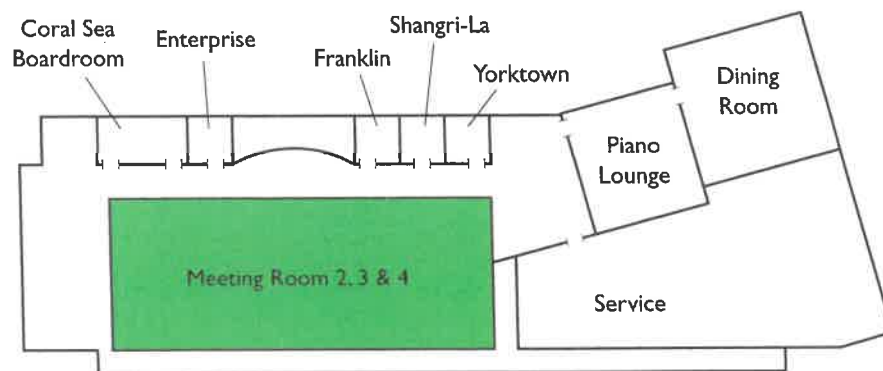 Coral Sea
Boardroom
Enterprise
Franklin
Shangri-La
Yorktown
Dining
Room
Piano
Lounge
Meeting Room 2, 3 & 4
Service